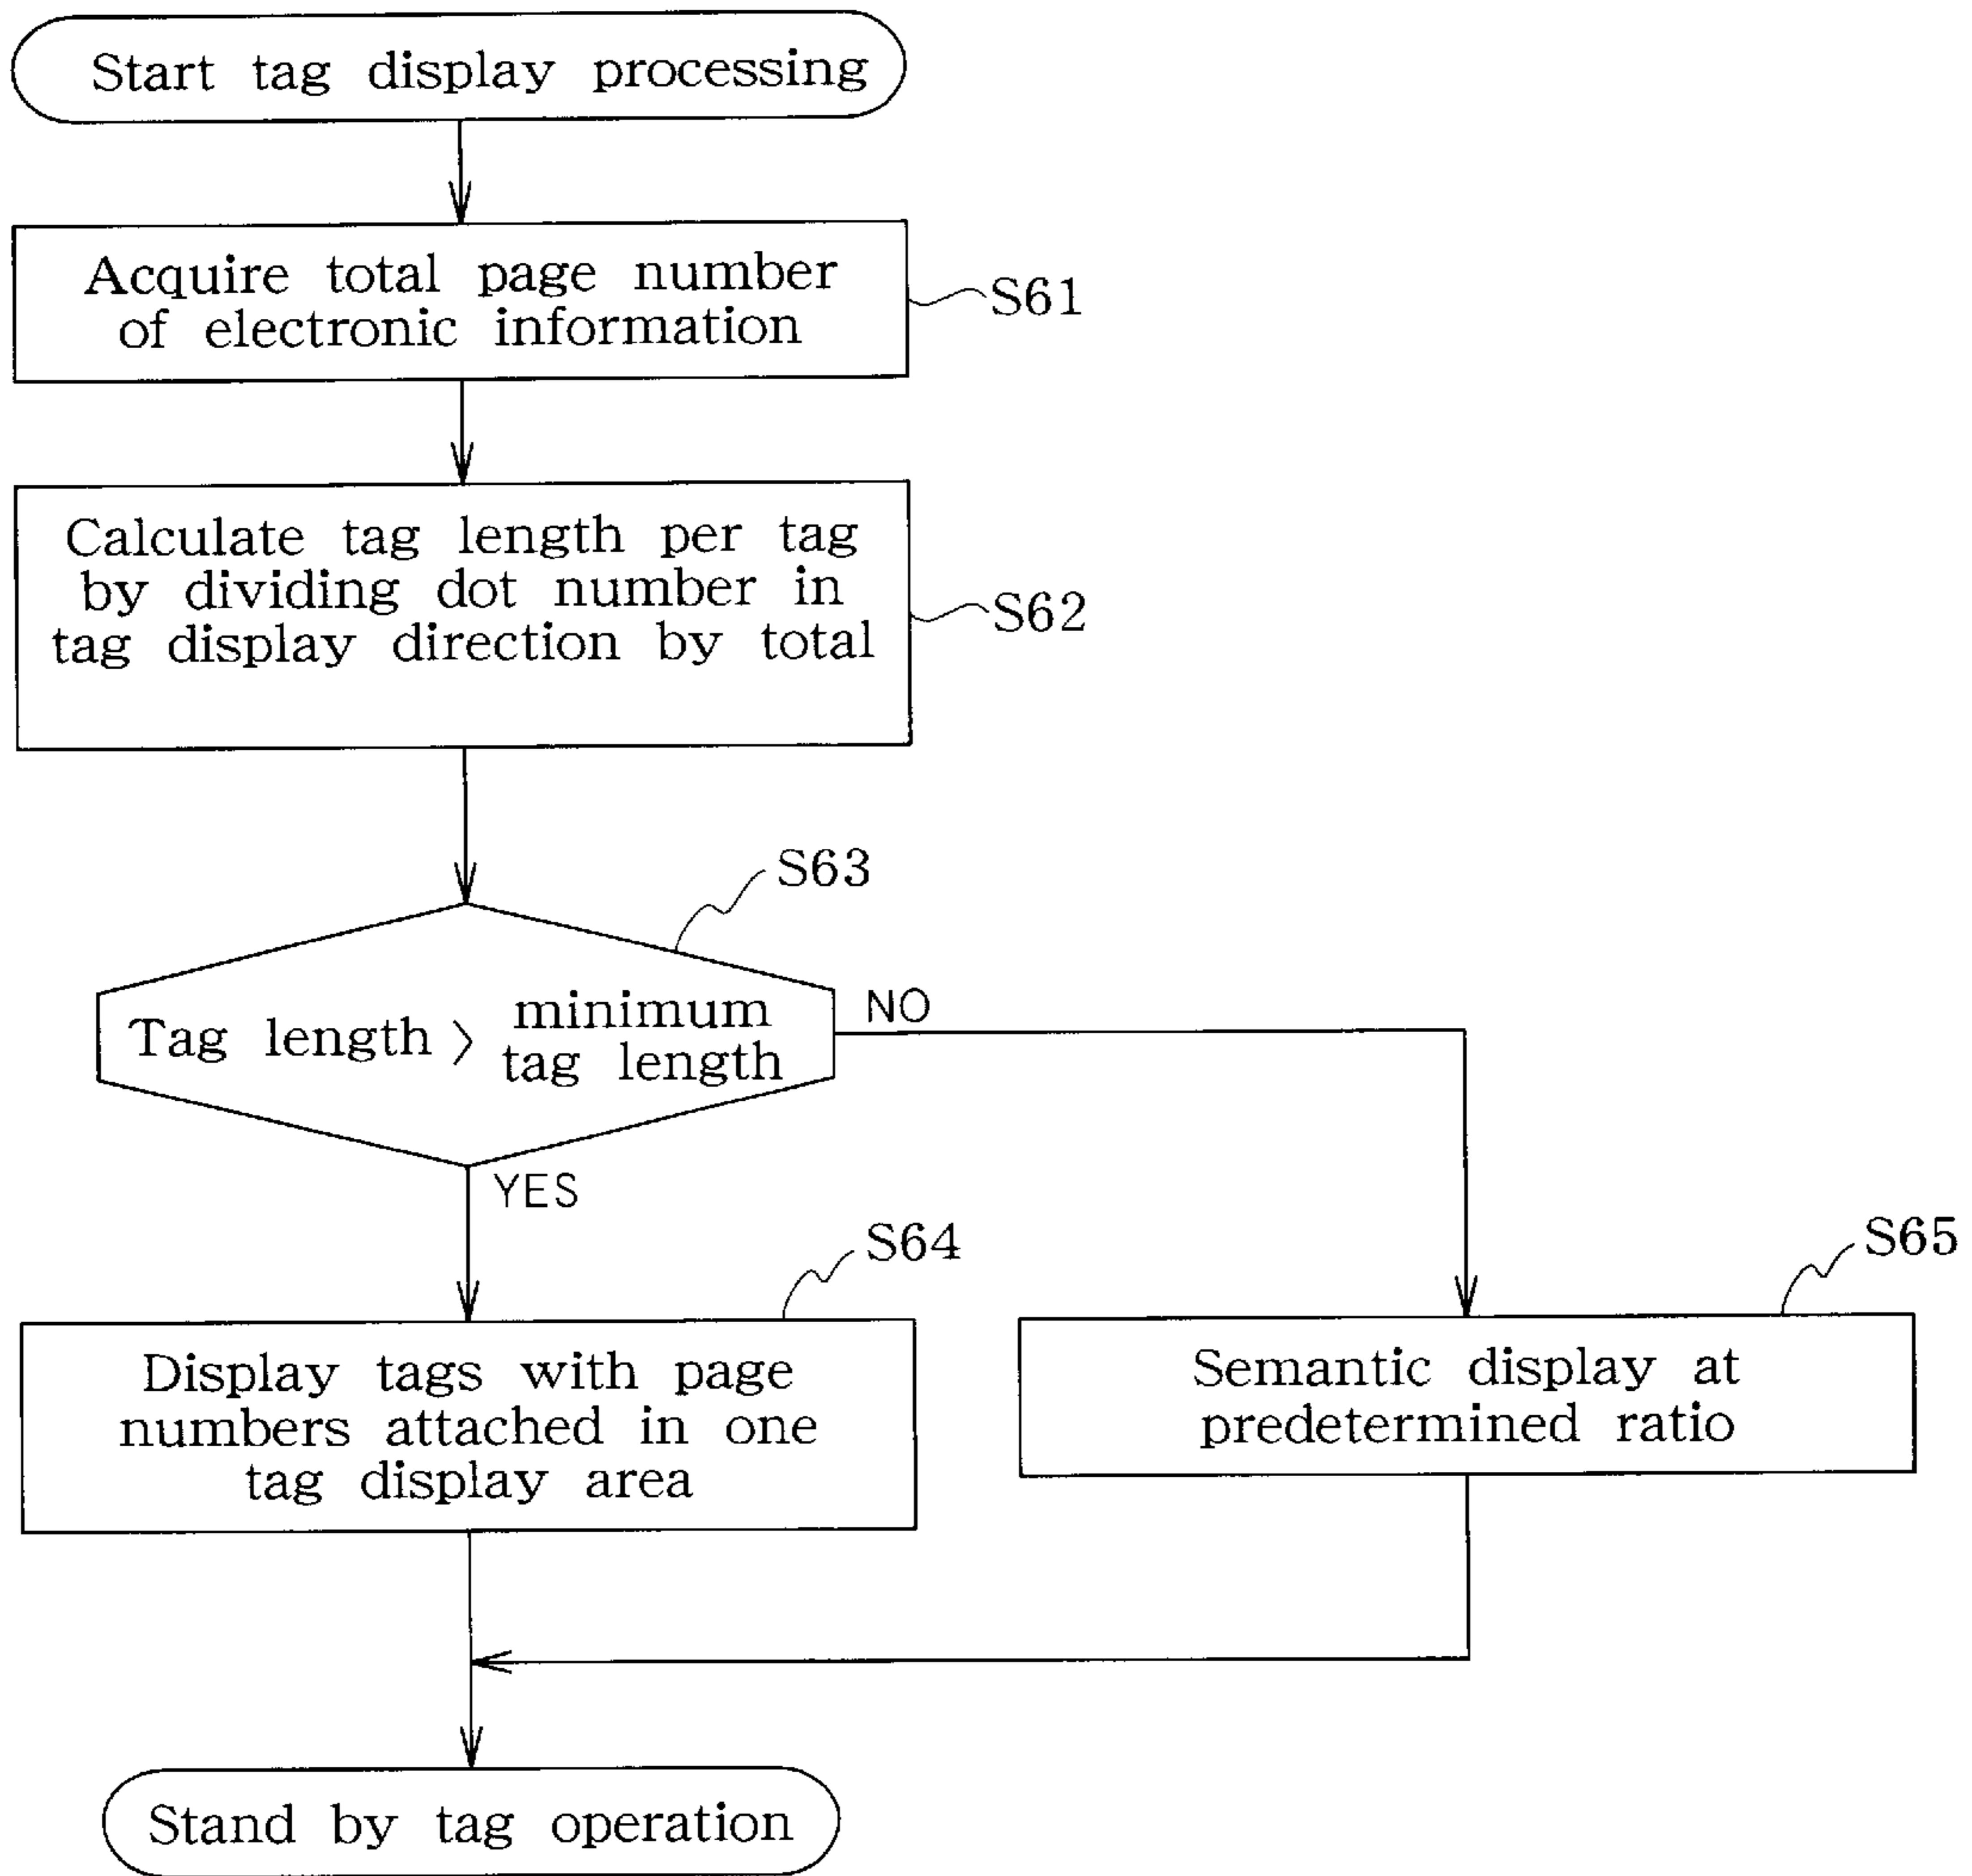 Start tag display processing
Acquire total page number
of electronic information
S61
Calculate tag length per tag
by dividing dot number in
tag display direction by total
S62
S63
Tag length > minimum
tag length
NO
YES
S64
Display tags with page
numbers attached in one
tag display area
S65
Semantic display at
predetermined ratio
Stand by tag operation